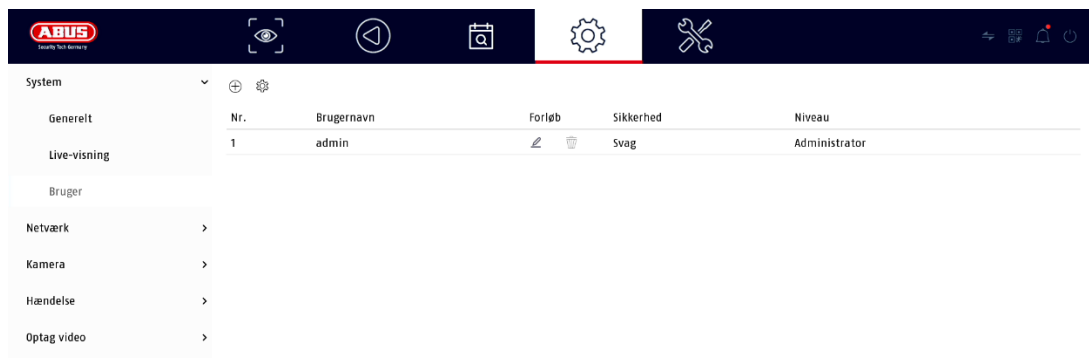 ABUS
Security Tech Germany
System
Generelt
Live-visning
Bruger
Netværk
Kamera
Hændelse
Optag video
Nr. Brugernavn Forløb Sikkerhed Niveau
1 admin Svag Administrator